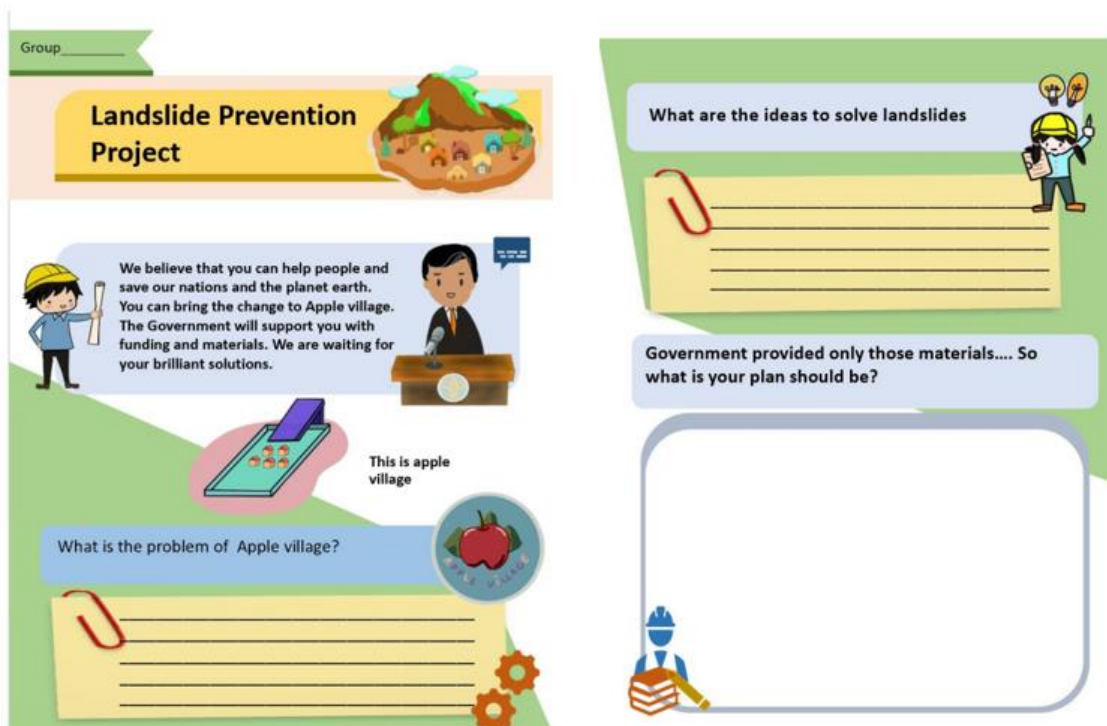 Group________
Landslide Prevention
Project
We believe that you can help people and
save our nations and the planet earth.
You can bring the change to Apple village.
The Government will support you with
funding and materials. We are waiting for
your brilliant solutions.
This is apple
village
What is the problem of Apple village?
APPLE VILLAGE
What are the ideas to solve landslides
Government provided only those materials.... So
what is your plan should be?